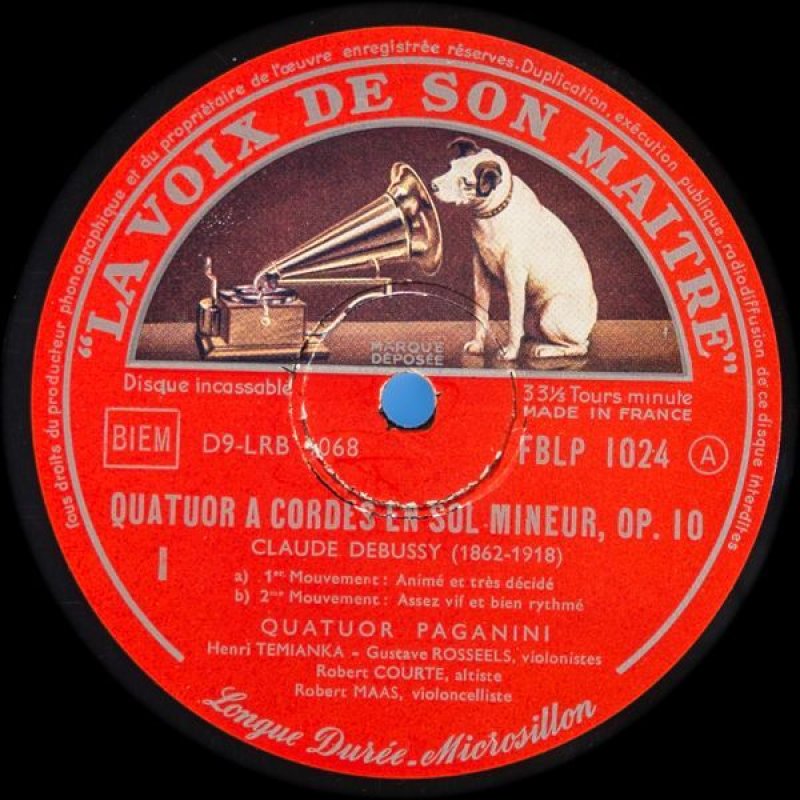 Tous droits du producteur phonographique et du propriétaire de l'œuvre enregistrée réservés. Duplication, exécution publique, radiodiffusion de ce disque interdites
"LA VOIX DE SON MAITRE"
MARQUE
DÉPOSÉE
Disque incassable
33⅓ Tours minute
MADE IN FRANCE
BIEM D9-LRB 068 FBLP 1024 A
QUATUOR A CORDES EN SOL MINEUR, OP. 10
CLAUDE DEBUSSY (1862-1918)
I
a) 1er Mouvement : Animé et très décidé
b) 2me Mouvement : Assez vif et bien rythmé
QUATUOR PAGANINI
Henri TEMIANKA - Gustave ROSSEELS, violonistes
Robert COURTE, altiste
Robert MAAS, violoncelliste
Longue Durée-Microsillon